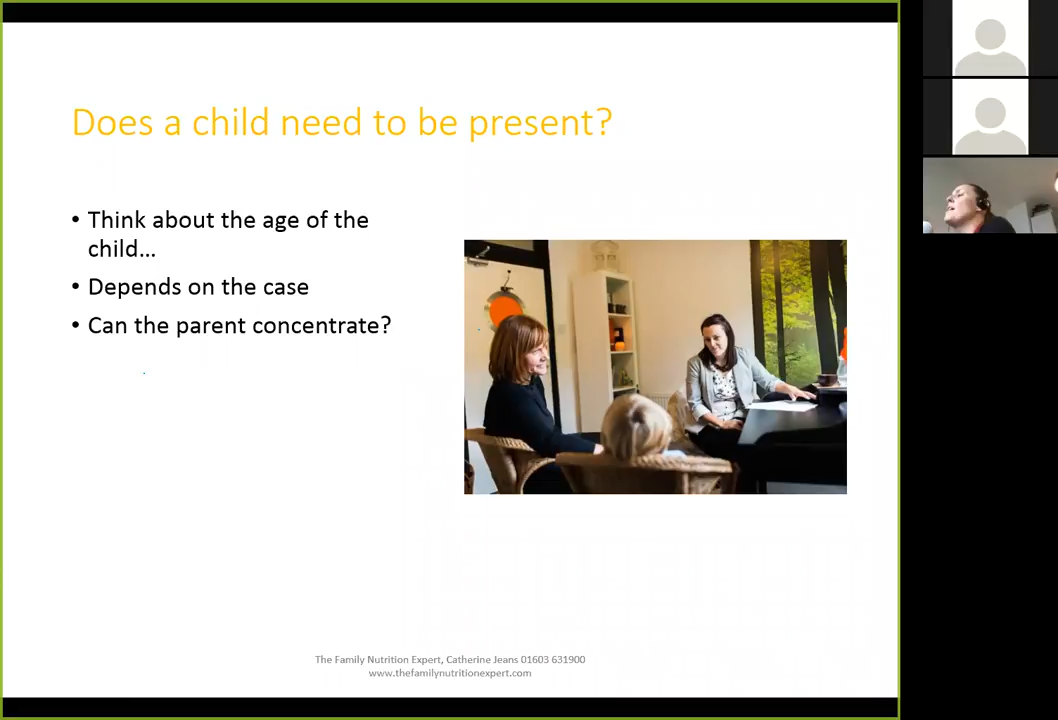 Does a child need to be present?
• Think about the age of the
child...
• Depends on the case
• Can the parent concentrate?
The Family Nutrition Expert, Catherine Jeans 01603 631900
www.thefamilynutritionexpert.com